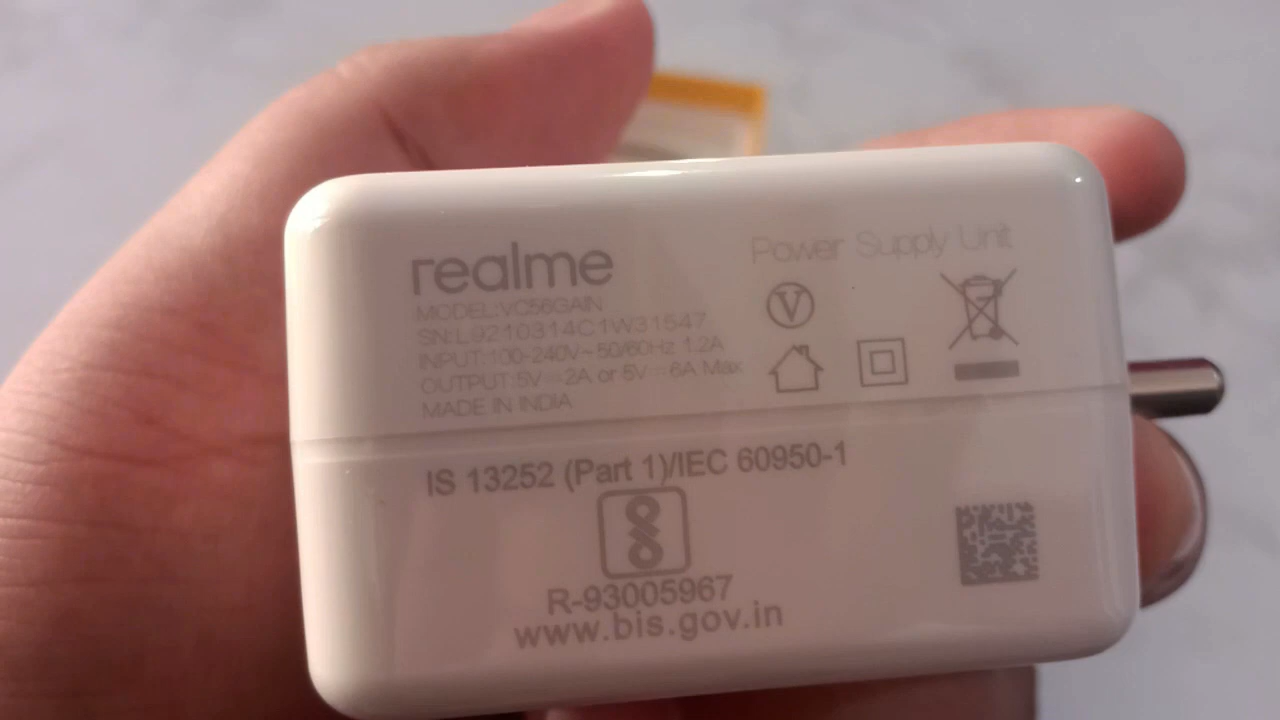 realme
MODEL:VC56GAIN
SN:L9210314C1W31547
INPUT:100-240V~50/60Hz 1.2A
OUTPUT:5V⎓2A or 5V⎓6A Max
MADE IN INDIA
Power Supply Unit
V
IS 13252 (Part 1)/IEC 60950-1
R-93005967
www.bis.gov.in